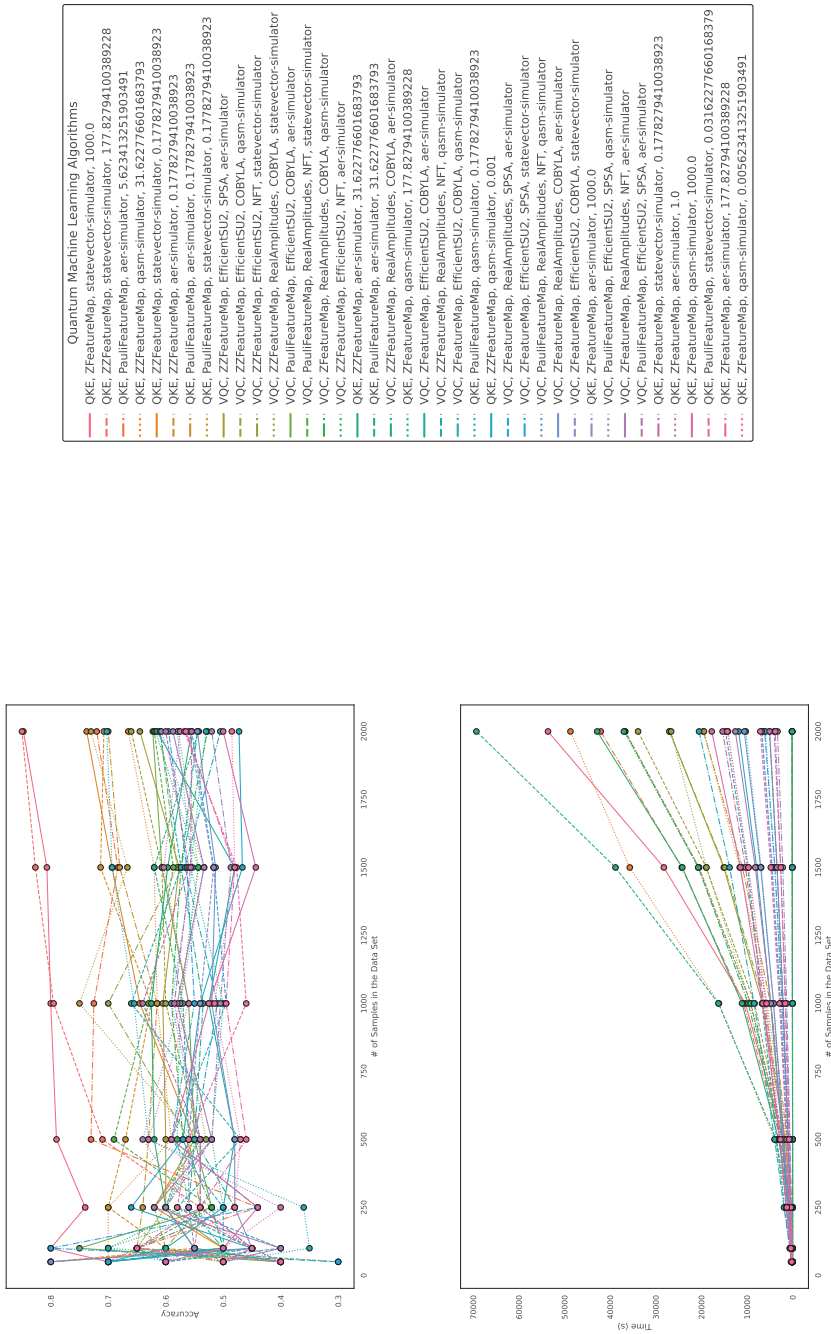 Quantum Machine Learning Algorithms
QKE, ZFeatureMap, statevector-simulator, 1000.0
QKE, ZZZFeatureMap, statevector-simulator, 177.82794100389228
QKE, PauliFeatureMap, aer-simulator, 5.623413251903491
QKE, ZZZFeatureMap, qasm-simulator, 31.622776601683793
QKE, ZZFeatureMap, statevector-simulator, 0.1778279410038923
QKE, ZZFeatureMap, aer-simulator, 0.1778279410038923
QKE, PauliFeatureMap, aer-simulator, 0.1778279410038923
QKE, PauliFeatureMap, statevector-simulator, 0.1778279410038923
VQC, ZZZFeatureMap, EfficientSU2, SPSA, aer-simulator
VQC, ZZZFeatureMap, EfficientSU2, COBYLA, qasm-simulator
VQC, ZZZFeatureMap, EfficientSU2, NFT, statevector-simulator
VQC, ZZZFeatureMap, RealAmplitudes, COBYLA, statevector-simulator
VQC, PauliFeatureMap, EfficientSU2, COBYLA, aer-simulator
VQC, PauliFeatureMap, RealAmplitudes, NFT, statevector-simulator
VQC, ZFeatureMap, RealAmplitudes, COBYLA, qasm-simulator
VQC, ZZFeatureMap, EfficientSU2, NFT, aer-simulator
QKE, ZZFeatureMap, aer-simulator, 31.622776601683793
QKE, PauliFeatureMap, aer-simulator, 31.622776601683793
VQC, ZZFeatureMap, RealAmplitudes, COBYLA, aer-simulator
QKE, ZFeatureMap, qasm-simulator, 177.82794100389228
VQC, ZFeatureMap, EfficientSU2, COBYLA, aer-simulator
VQC, ZZFeatureMap, RealAmplitudes, NFT, qasm-simulator
VQC, ZZFeatureMap, EfficientSU2, COBYLA, qasm-simulator
QKE, PauliFeatureMap, qasm-simulator, 0.1778279410038923
QKE, ZZZFeatureMap, qasm-simulator, 0.001
VQC, ZFeatureMap, RealAmplitudes, SPSA, aer-simulator
VQC, ZZFeatureMap, EfficientSU2, SPSA, statevector-simulator
VQC, PauliFeatureMap, RealAmplitudes, NFT, qasm-simulator
VQC, ZFeatureMap, RealAmplitudes, COBYLA, aer-simulator
VQC, ZFeatureMap, EfficientSU2, COBYLA, statevector-simulator
QKE, ZFeatureMap, aer-simulator, 1000.0
VQC, PauliFeatureMap, EfficientSU2, SPSA, qasm-simulator
VQC, ZFeatureMap, RealAmplitudes, NFT, aer-simulator
VQC, PauliFeatureMap, EfficientSU2, SPSA, aer-simulator
QKE, ZFeatureMap, statevector-simulator, 0.1778279410038923
QKE, ZFeatureMap, aer-simulator, 1.0
QKE, ZFeatureMap, qasm-simulator, 1000.0
QKE, PauliFeatureMap, statevector-simulator, 0.03162277660168379
QKE, ZZFeatureMap, aer-simulator, 177.82794100389228
QKE, ZZFeatureMap, qasm-simulator, 0.005623413251903491
Accuracy
0.8
0.7
0.6
0.5
0.4
0.3
0
250
500
750
1000
1250
1500
1750
2000
# of Samples in the Data Set
Time (s)
70000
60000
50000
40000
30000
20000
10000
0
0
250
500
750
1000
1250
1500
1750
2000
# of Samples in the Data Set